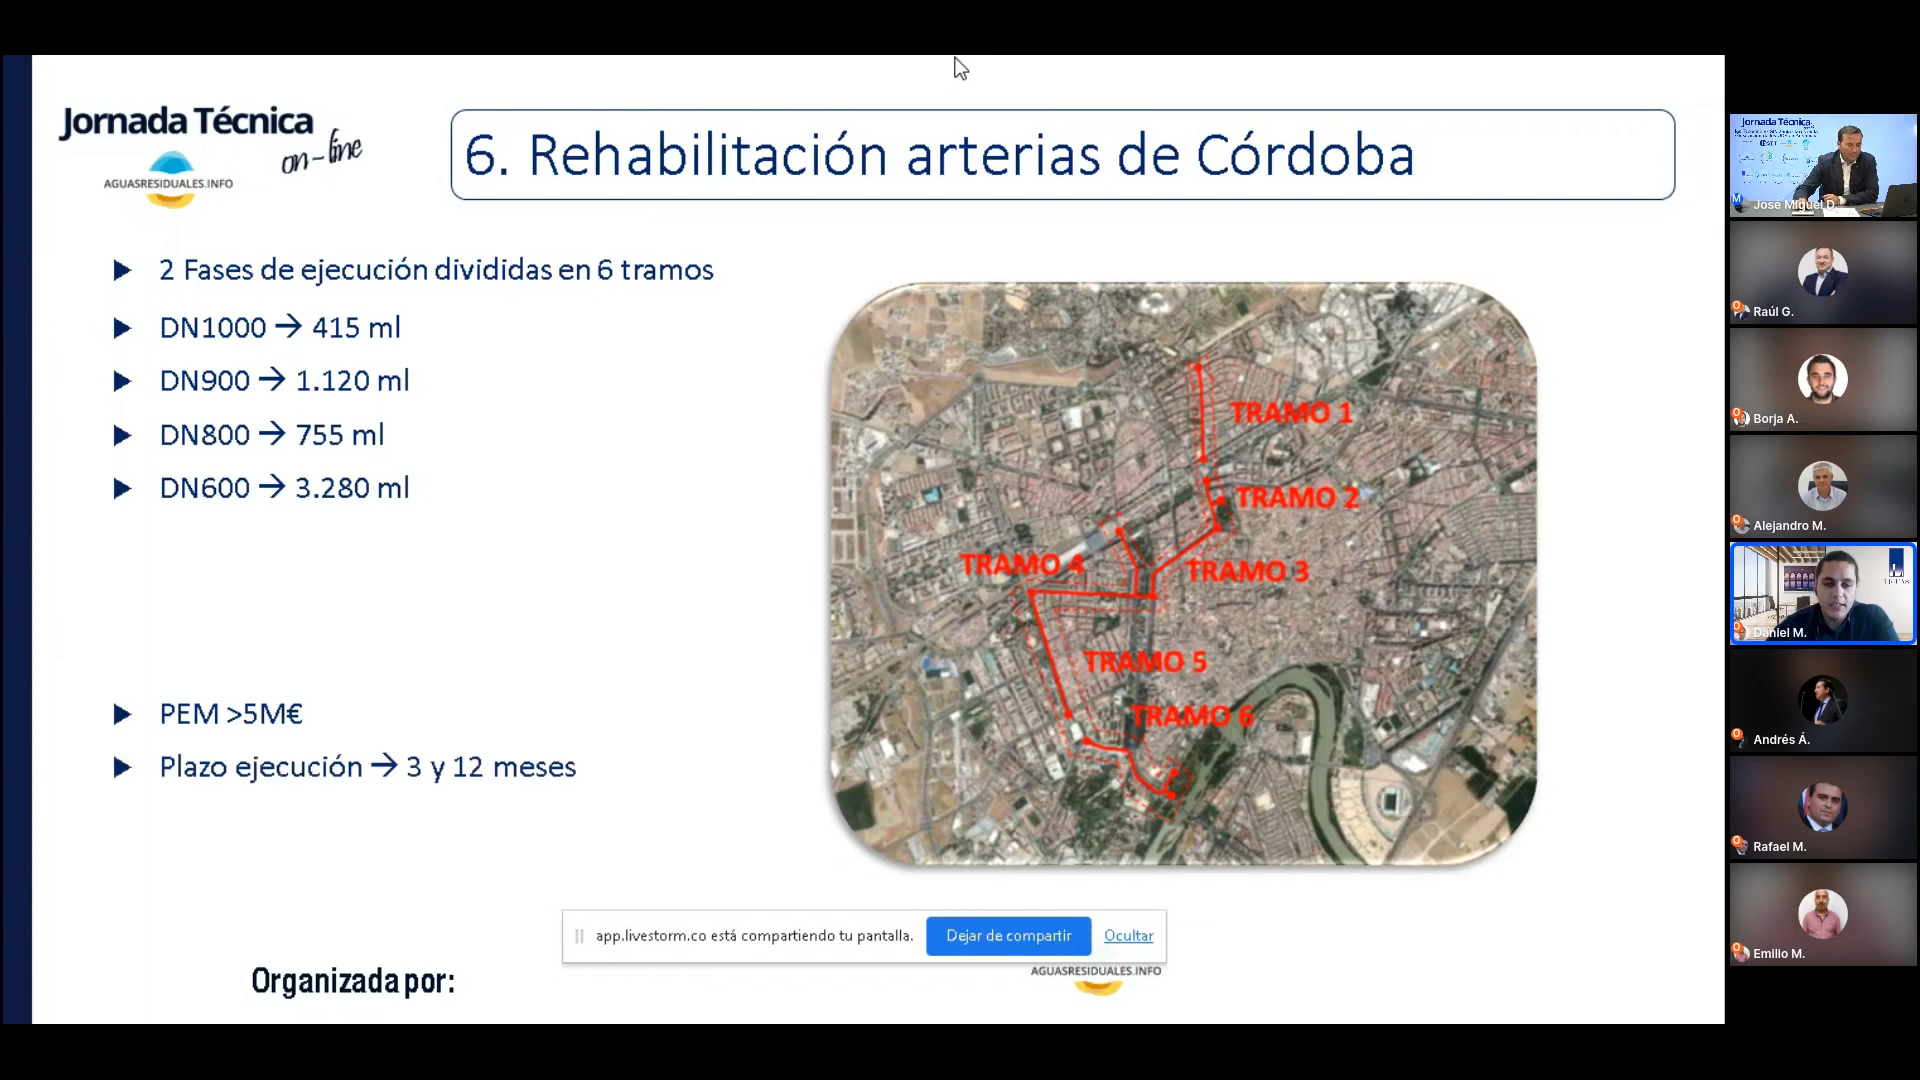 Jornada Técnica
on-line
AGUASRESIDUALES.INFO
6. Rehabilitación arterias de Córdoba
2 Fases de ejecución divididas en 6 tramos
DN1000 → 415 ml
DN900 → 1.120 ml
DN800 → 755 ml
DN600 → 3.280 ml
PEM >5M€
Plazo ejecución → 3 y 12 meses
TRAMO 1
TRAMO 2
TRAMO 3
TRAMO 4
TRAMO 5
TRAMO 6
app.livestorm.co está compartiendo tu pantalla.
Dejar de compartir
Ocultar
Organizada por:
AGUASRESIDUALES.INFO
Jornada Técnica
José Miguel D.
Raúl G.
Borja A.
Alejandro M.
Daniel M.
Andrés Á.
Rafael M.
Emilio M.